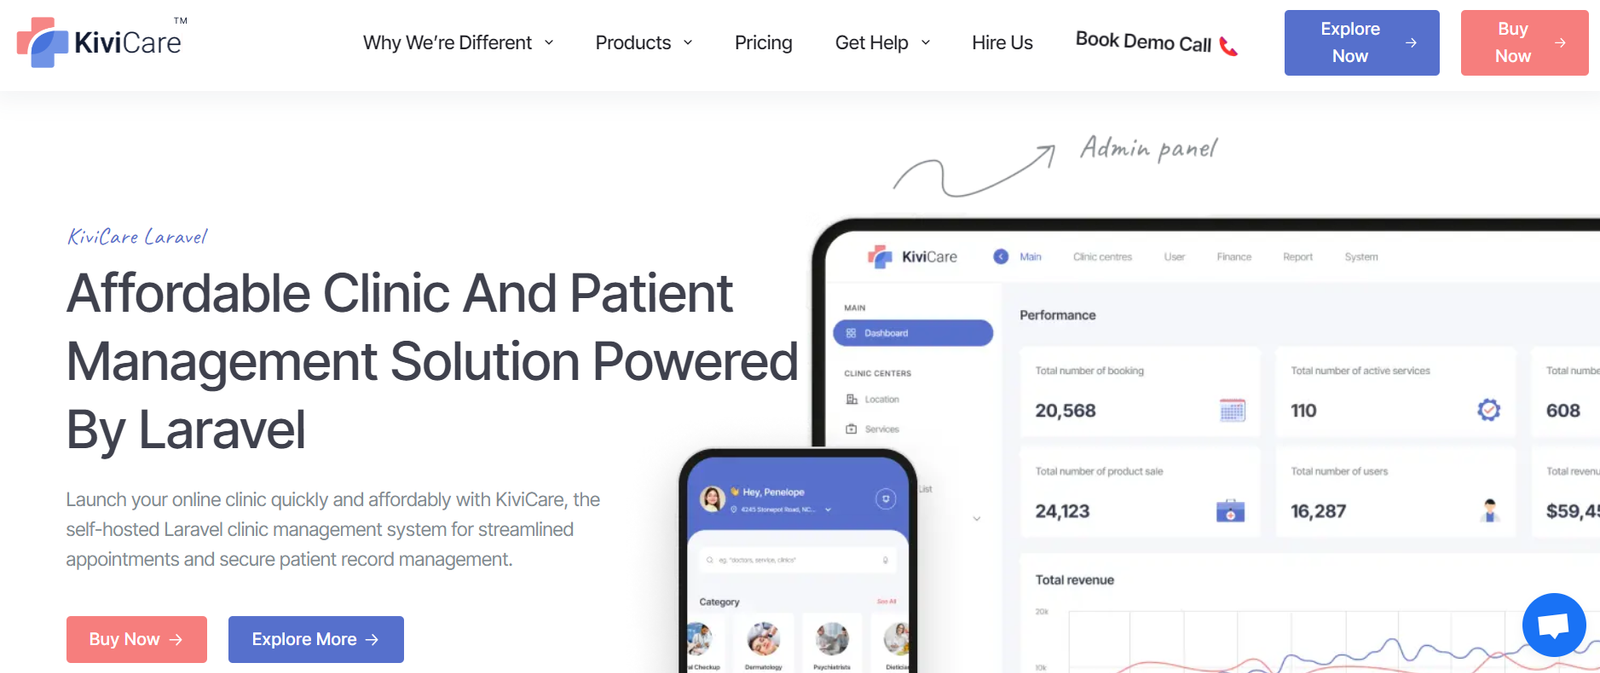 KiviCare™
Why We're Different
Products
Pricing
Get Help
Hire Us
Book Demo Call
Explore Now
Buy Now
Admin panel
KiviCare Laravel
Affordable Clinic And Patient
Management Solution Powered
By Laravel
Launch your online clinic quickly and affordably with KiviCare, the
self-hosted Laravel clinic management system for streamlined
appointments and secure patient record management.
Buy Now
Explore More
KiviCare
Main
Clinic centres
User
Finance
Report
System
MAIN
Dashboard
CLINIC CENTERS
Location
Services
List
Performance
Total number of booking
20,568
Total number of active services
110
Total numbe
608
Total number of product sale
24,123
Total number of users
16,287
Total revenu
$59,45
Total revenue
20k
10k
Hey, Penelope
4145 Stonepot Road, NC...
eg. "doctors, service, clinics"
Category
See All
al Checkup
Dermatology
Psychiatrists
Dietician